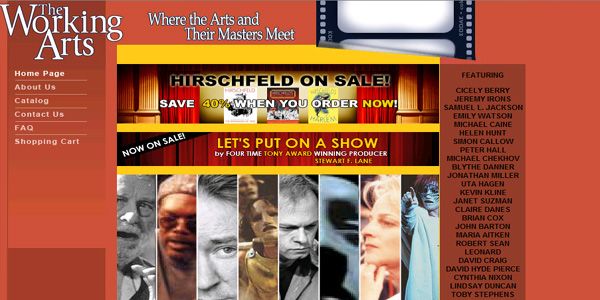 The
Working
Arts
Where the Arts and
Their Masters Meet
Home Page
About Us
Catalog
Contact Us
FAQ
Shopping Cart
HIRSCHFELD ON SALE!
SAVE 40% WHEN YOU ORDER NOW!
NOW ON SALE!
LET'S PUT ON A SHOW
by FOUR TIME TONY AWARD WINNING PRODUCER
STEWART F. LANE
FEATURING
CICELY BERRY
JEREMY IRONS
SAMUEL L. JACKSON
EMILY WATSON
MICHAEL CAINE
HELEN HUNT
SIMON CALLOW
PETER HALL
MICHAEL CHEKHOV
BLYTHE DANNER
JONATHAN MILLER
UTA HAGEN
KEVIN KLINE
JANET SUZMAN
CLAIRE DANES
BRIAN COX
JOHN BARTON
MARIA AITKEN
ROBERT SEAN
LEONARD
DAVID CRAIG
DAVID HYDE PIERCE
CYNTHIA NIXON
LINDSAY DUNCAN
TOBY STEPHENS